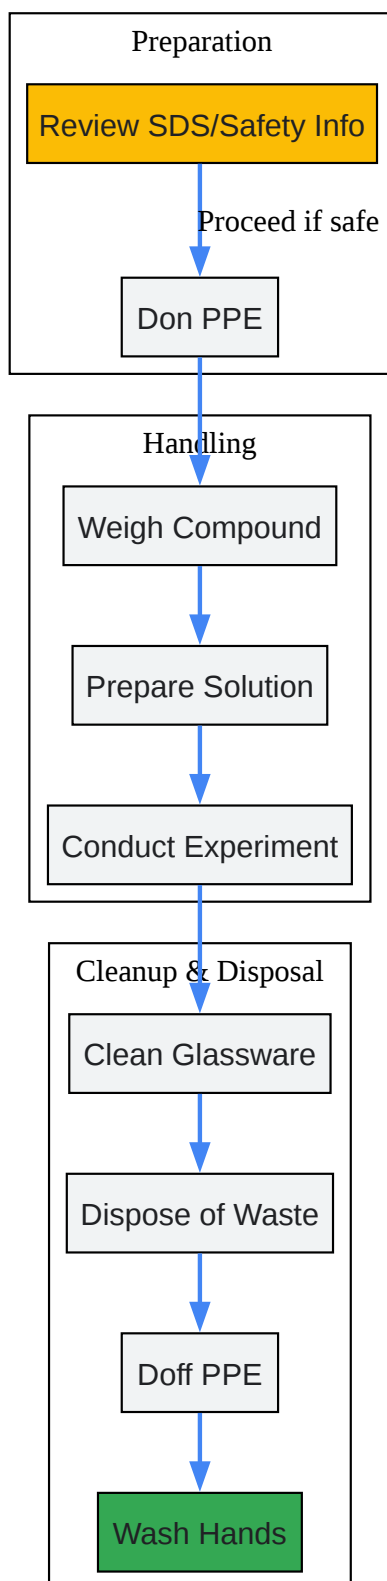 Preparation
Review SDS/Safety Info
Proceed if safe
Don PPE
Handling
Weigh Compound
Prepare Solution
Conduct Experiment
Cleanup & Disposal
Clean Glassware
Dispose of Waste
Doff PPE
Wash Hands